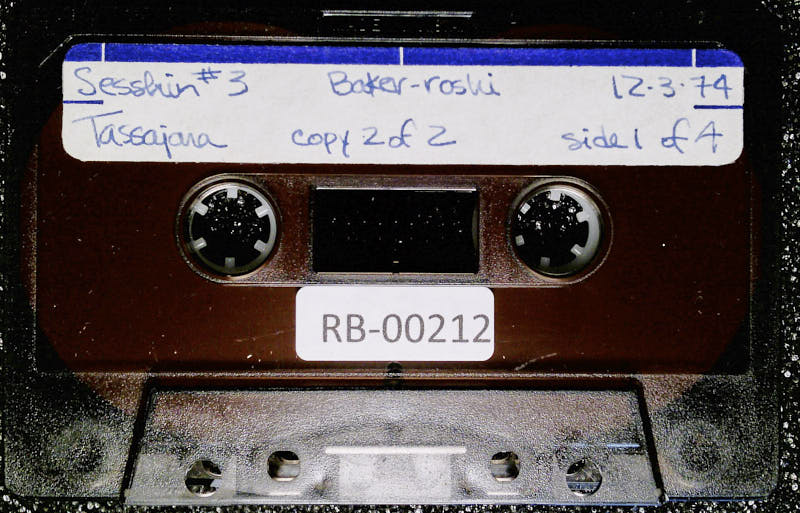 Sesshin #3 Baker-roshi 12.3.74
Tassajara copy 2 of 2 side 1 of 4
RB-00212